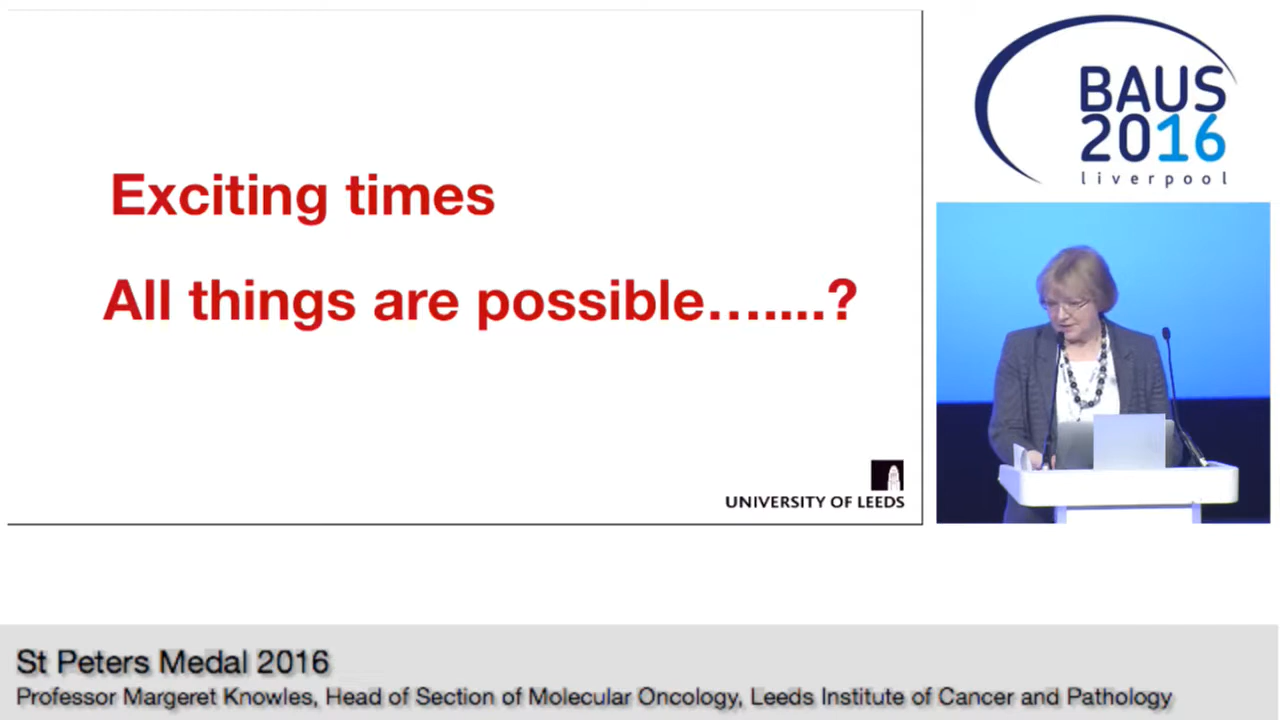 Exciting times
All things are possible…....?
UNIVERSITY OF LEEDS
BAUS
2016
liverpool
St Peters Medal 2016
Professor Margeret Knowles, Head of Section of Molecular Oncology, Leeds Institute of Cancer and Pathology